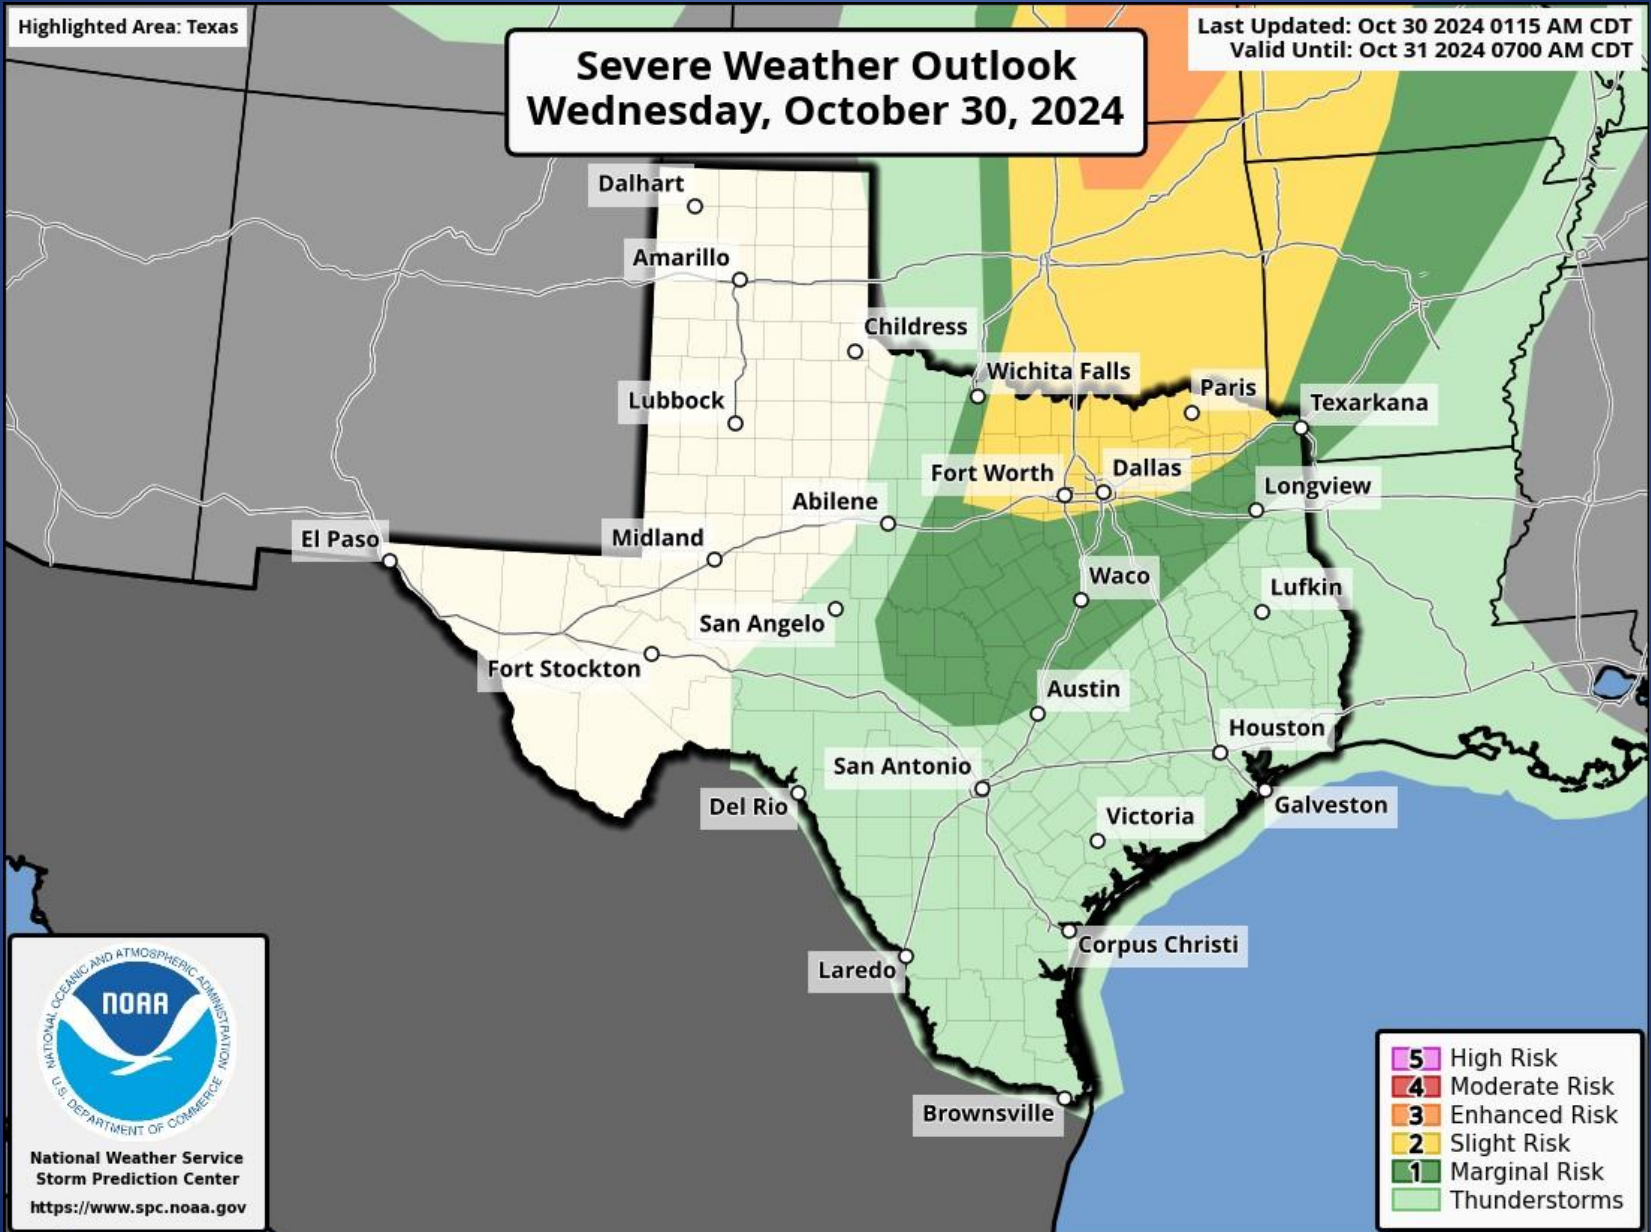 Highlighted Area: Texas
Severe Weather Outlook
Wednesday, October 30, 2024
Last Updated: Oct 30 2024 0115 AM CDT
Valid Until: Oct 31 2024 0700 AM CDT
Dalhart
Amarillo
Childress
Wichita Falls
Paris
Lubbock
Texarkana
Fort Worth
Dallas
Longview
Abilene
El Paso
Midland
Waco
Lufkin
San Angelo
Fort Stockton
Austin
Houston
San Antonio
Del Rio
Galveston
Victoria
Corpus Christi
Laredo
Brownsville
NATIONAL OCEANIC AND ATMOSPHERIC ADMINISTRATION
NOAA
U.S. DEPARTMENT OF COMMERCE
National Weather Service
Storm Prediction Center
https://www.spc.noaa.gov
5 High Risk
4 Moderate Risk
3 Enhanced Risk
2 Slight Risk
1 Marginal Risk
Thunderstorms